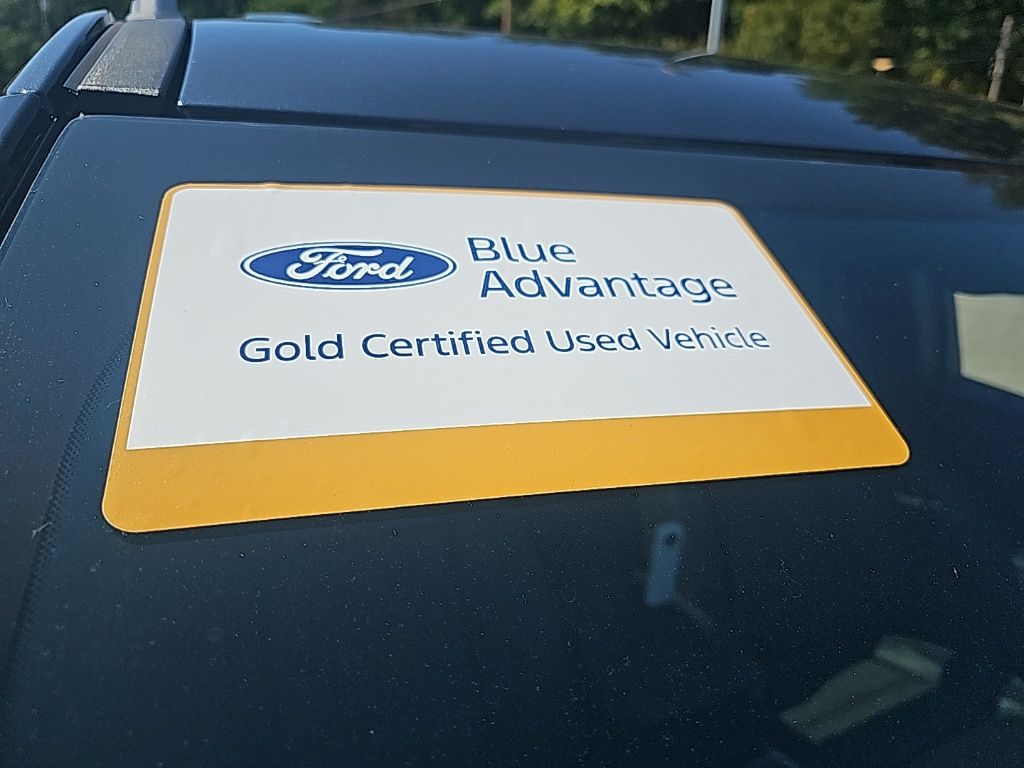 Ford
Blue
Advantage
Gold Certified Used Vehicle